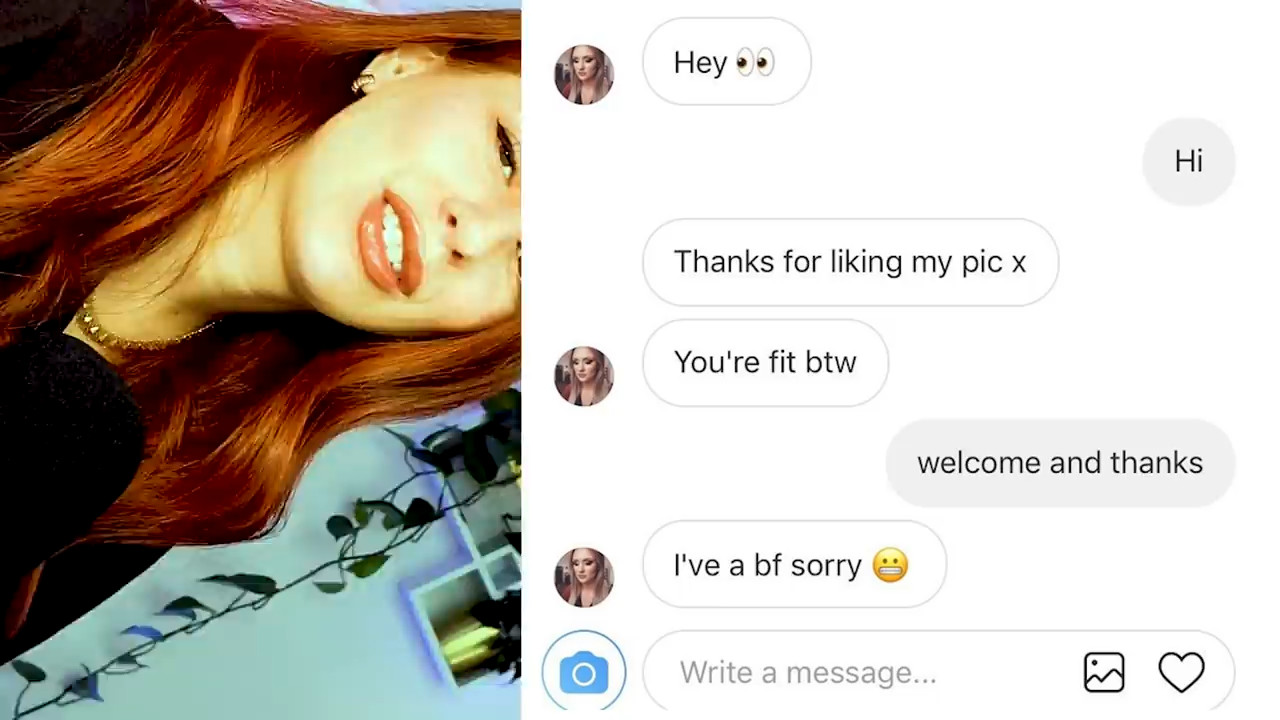 Hey 👀
Hi
Thanks for liking my pic x
You're fit btw
welcome and thanks
I've a bf sorry 😬
Write a message...